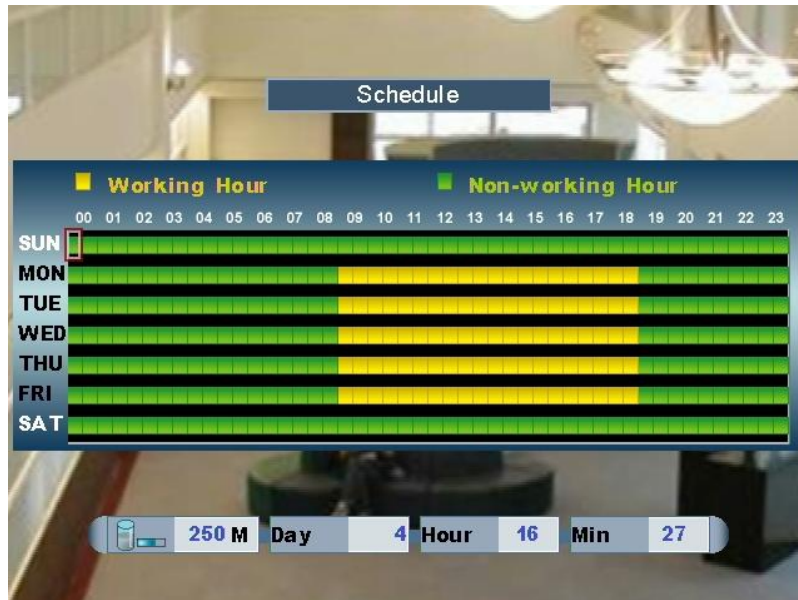 Schedule
Working Hour Non-working Hour
00 01 02 03 04 05 06 07 08 09 10 11 12 13 14 15 16 17 18 19 20 21 22 23
SUN
MON
TUE
WED
THU
FRI
SAT
250 M Day 4 Hour 16 Min 27